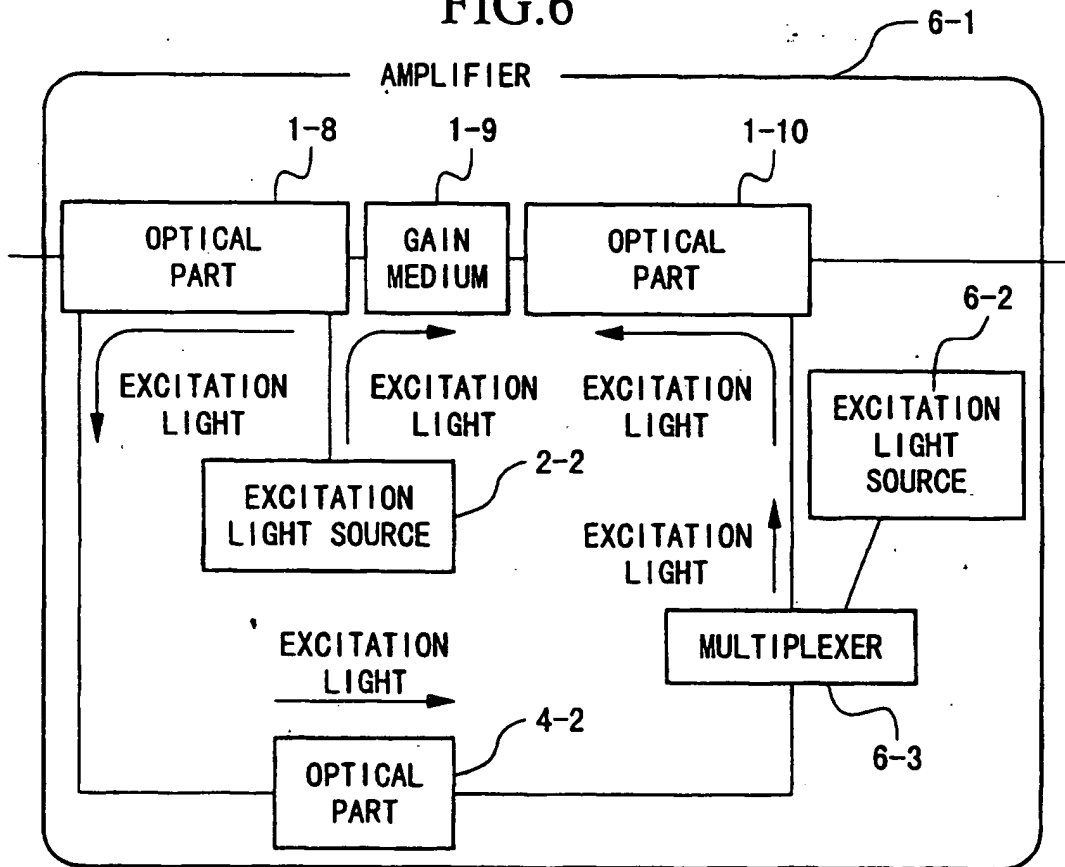 FIG.6
6-1
AMPLIFIER
1-8
1-9
1-10
OPTICAL
PART
GAIN
MEDIUM
OPTICAL
PART
6-2
EXCITATION
LIGHT
EXCITATION
LIGHT
EXCITATION
LIGHT
EXCITATION
LIGHT
SOURCE
2-2
EXCITATION
LIGHT SOURCE
EXCITATION
LIGHT
MULTIPLEXER
EXCITATION
LIGHT
4-2
6-3
OPTICAL
PART